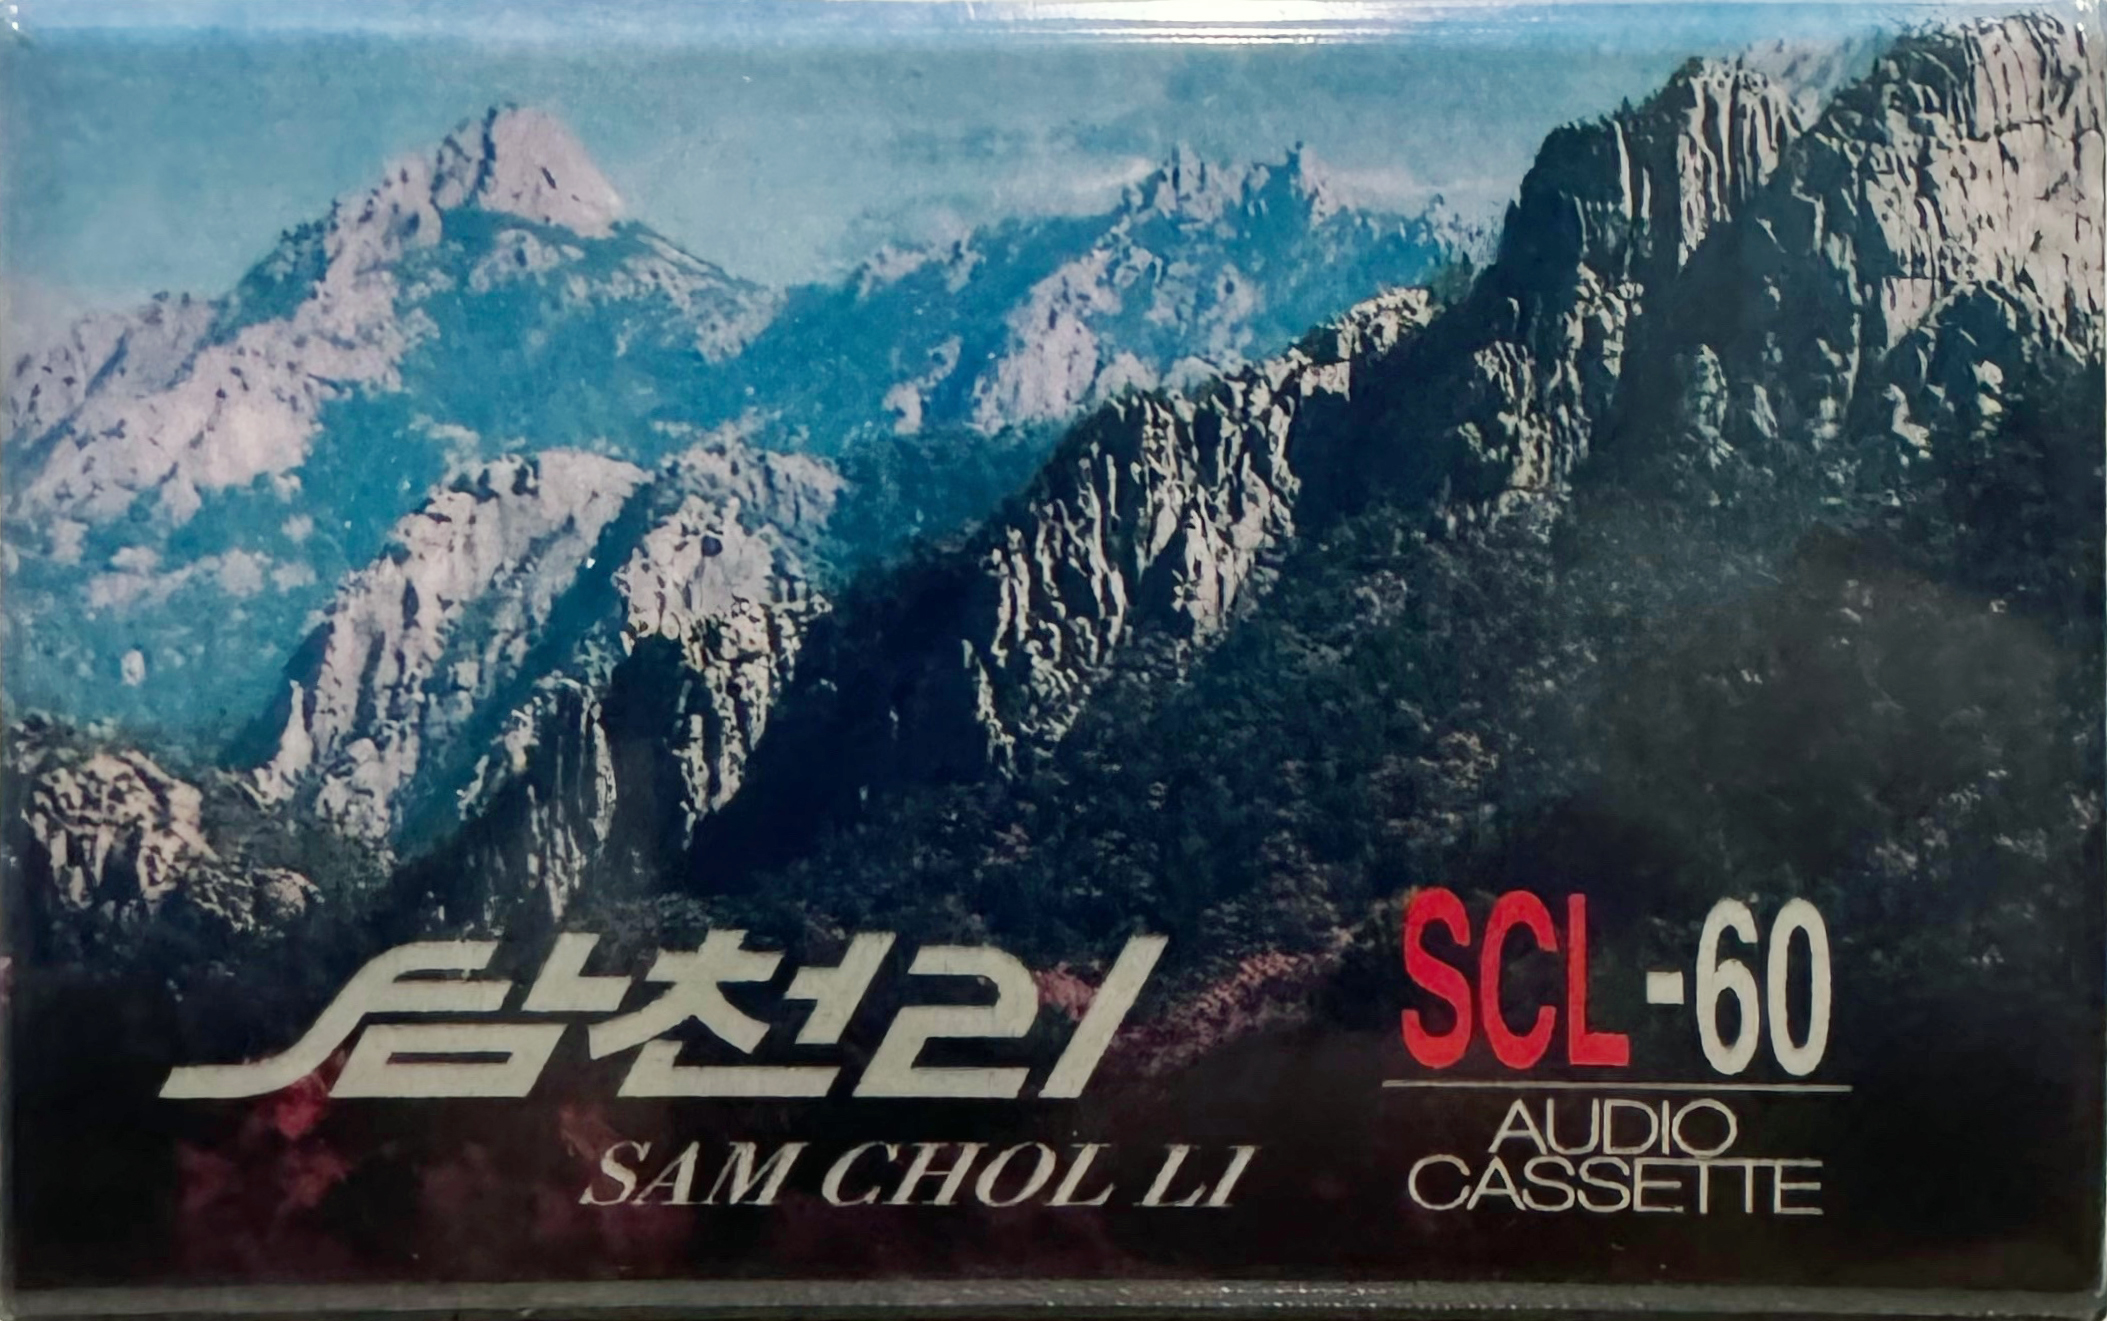 삼천리
SAM CHOL LI
SCL-60
AUDIO
CASSETTE